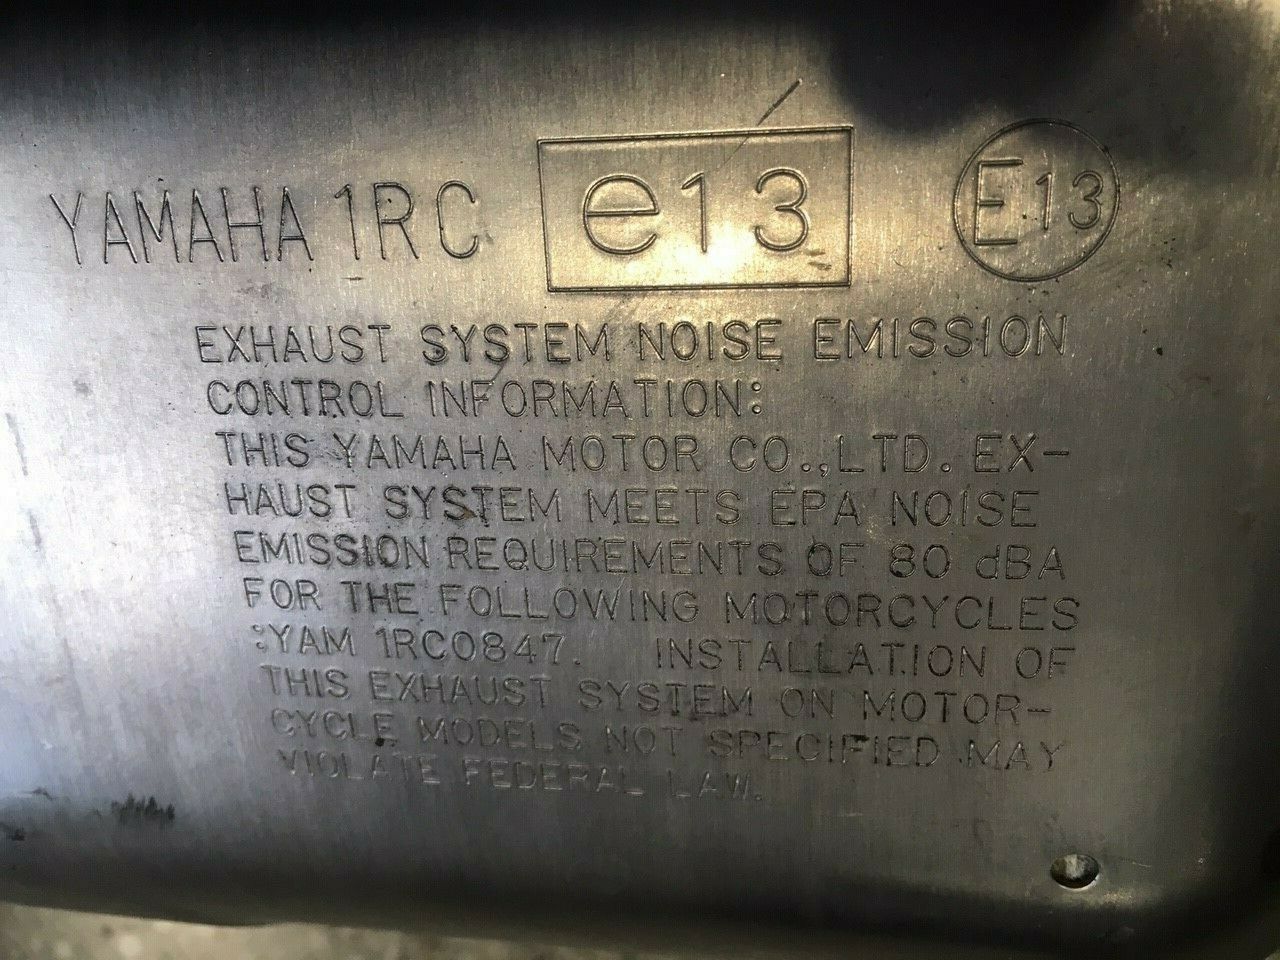 YAMAHA 1RC e13 E13
EXHAUST SYSTEM NOISE EMISSION
CONTROL INFORMATION:
THIS YAMAHA MOTOR CO.,LTD. EX-
HAUST SYSTEM MEETS EPA NOISE
EMISSION REQUIREMENTS OF 80 dBA
FOR THE FOLLOWING MOTORCYCLES
:YAM 1RC0847. INSTALLATION OF
THIS EXHAUST SYSTEM ON MOTOR-
CYCLE MODELS NOT SPECIFIED MAY
VIOLATE FEDERAL LAW.